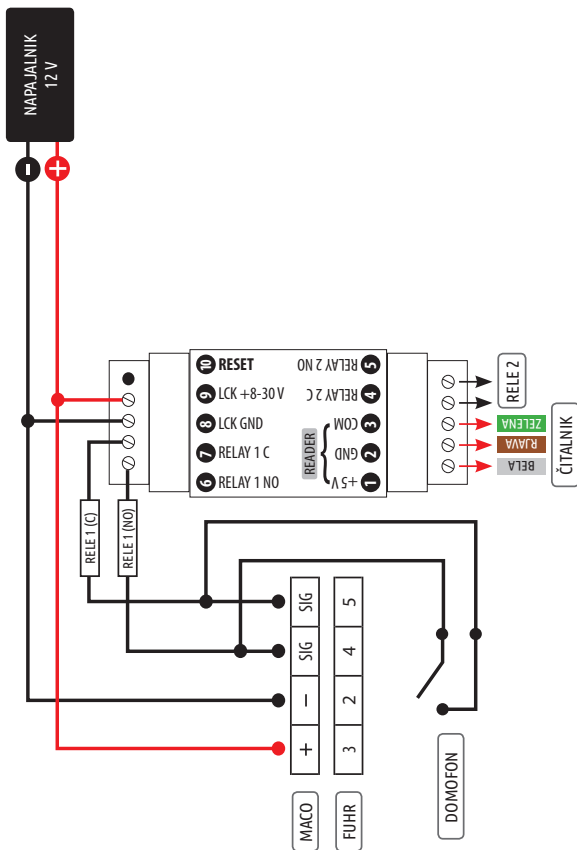 NAPAJALNIK
12 V
−
+
10 RESET
9 LCK +8-30 V
8 LCK GND
7 RELAY 1 C
6 RELAY 1 NO
RELAY 2 NO 5
RELAY 2 C 4
COM 3
GND 2
+5 V 1
READER
RELE 1 (C)
RELE 1 (NO)
RELE 2
ZELENA
RJAVA
BELA
ČITALNIK
SIG
SIG
−
+
5
4
2
3
MACO
FUHR
DOMOFON